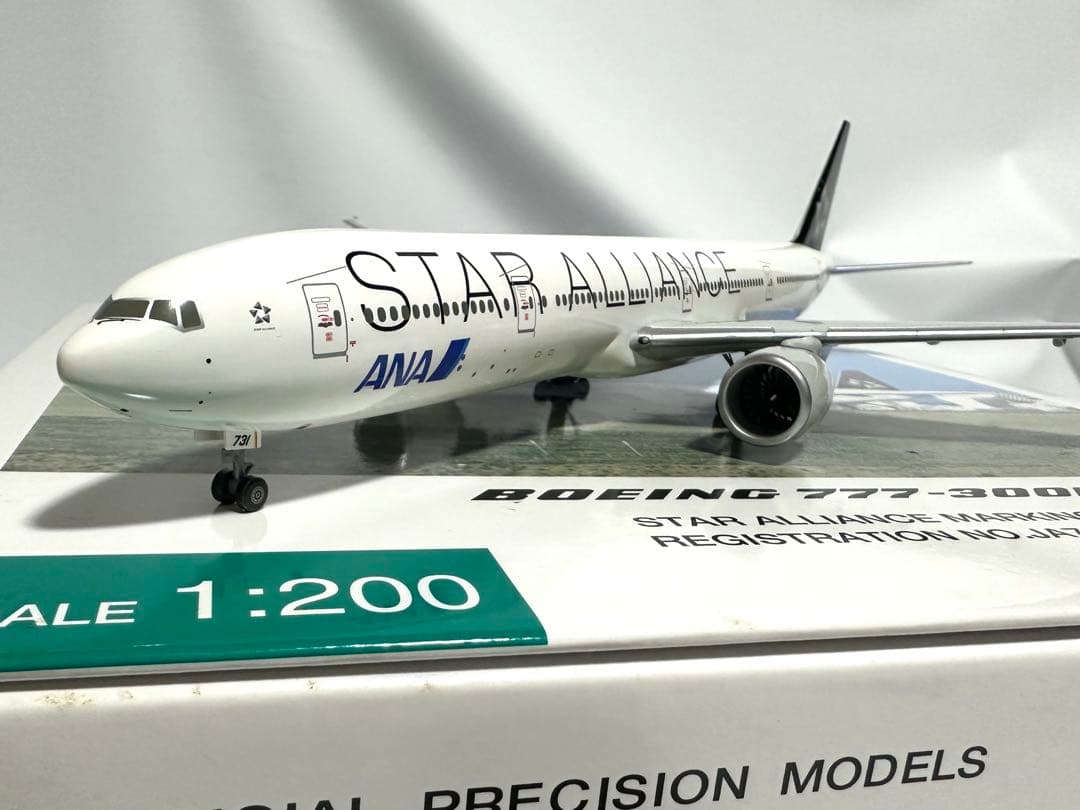 STAR ALLIANCE
ANA
731
BOEING 777-300
STAR ALLIANCE MARKING
REGISTRATION NO.JA7
ALE 1:200
CIAL PRECISION MODELS